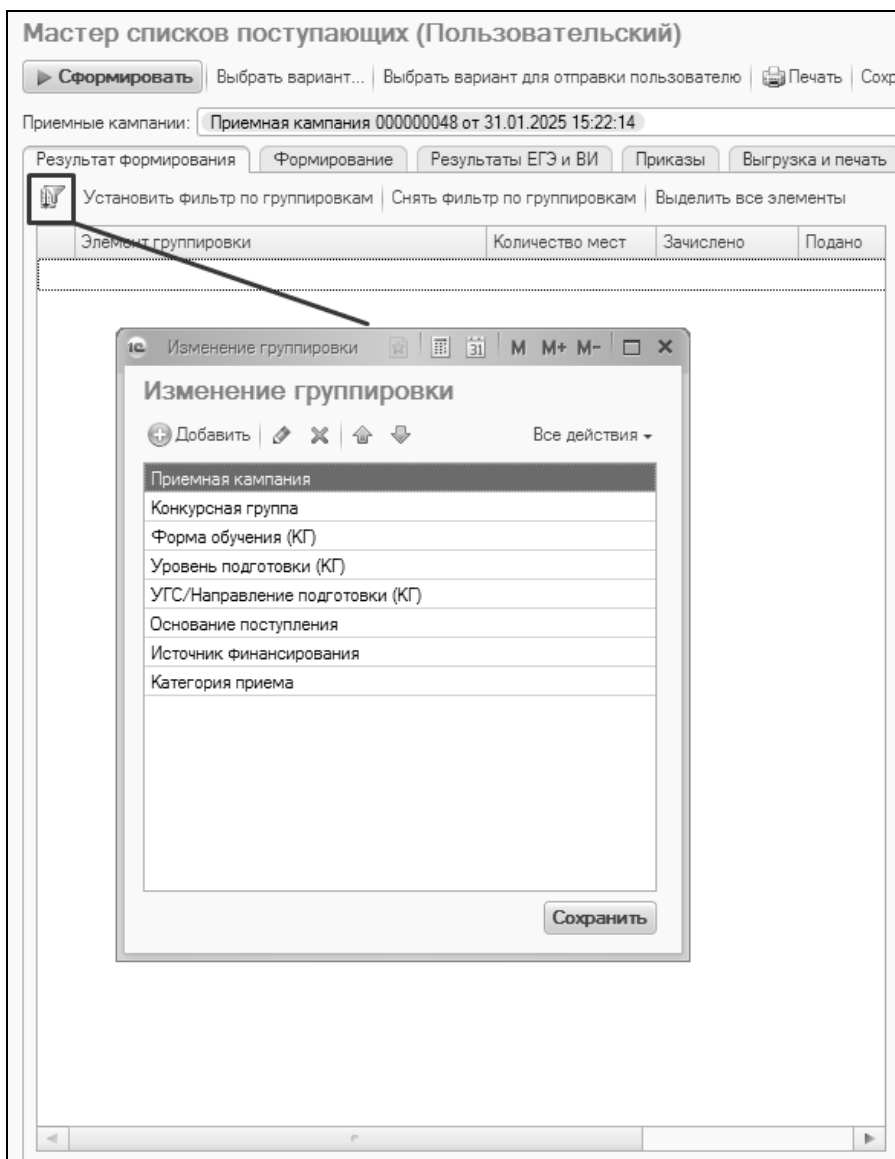 Мастер списков поступающих (Пользовательский)
Сформировать Выбрать вариант... Выбрать вариант для отправки пользователю Печать Сохр
Приемные кампании: Приемная кампания 000000048 от 31.01.2025 15:22:14
Результат формирования Формирование Результаты ЕГЭ и ВИ Приказы Выгрузка и печать
Установить фильтр по группировкам Снять фильтр по группировкам Выделить все элементы
Элемент группировки Количество мест Зачислено Подано
1С Изменение группировки 31 M M+ M-
Изменение группировки
Добавить Все действия
Приемная кампания
Конкурсная группа
Форма обучения (КГ)
Уровень подготовки (КГ)
УГС/Направление подготовки (КГ)
Основание поступления
Источник финансирования
Категория приема
Сохранить